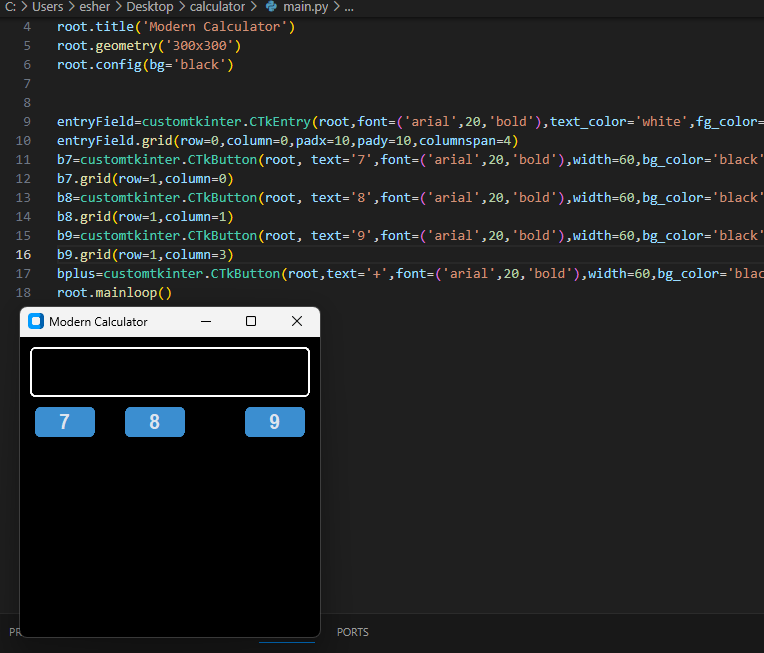 C: > Users > esher > Desktop > calculator > main.py > ...
4 root.title('Modern Calculator')
5 root.geometry('300x300')
6 root.config(bg='black')
7
8
9 entryField=customtkinter.CTkEntry(root,font=('arial',20,'bold'),text_color='white',fg_color=
10 entryField.grid(row=0,column=0,padx=10,pady=10,columnspan=4)
11 b7=customtkinter.CTkButton(root, text='7',font=('arial',20,'bold'),width=60,bg_color='black'
12 b7.grid(row=1,column=0)
13 b8=customtkinter.CTkButton(root, text='8',font=('arial',20,'bold'),width=60,bg_color='black'
14 b8.grid(row=1,column=1)
15 b9=customtkinter.CTkButton(root, text='9',font=('arial',20,'bold'),width=60,bg_color='black'
16 b9.grid(row=1,column=3)
17 bplus=customtkinter.CTkButton(root,text='+',font=('arial',20,'bold'),width=60,bg_color='blac
18 root.mainloop()
Modern Calculator
7 8 9
PORTS